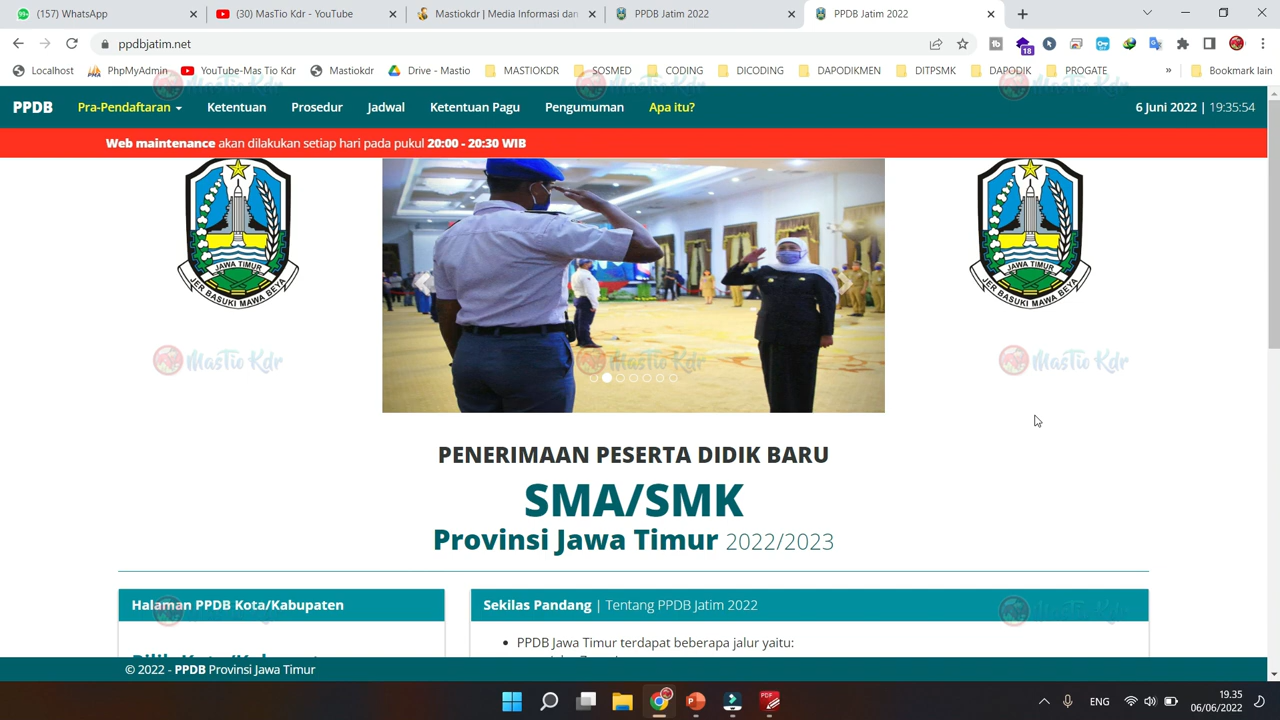 (157) WhatsApp
(30) MasTio Kdr - YouTube
Mastiokdr | Media Informasi dan
PPDB Jatim 2022
PPDB Jatim 2022
ppdbjatim.net
Localhost
PhpMyAdmin
YouTube-Mas Tio Kdr
Mastiokdr
Drive - Mastio
MASTIOKDR
SOSMED
CODING
DICODING
DAPODIKMEN
DITPSMK
DAPODIK
PROGATE
»
Bookmark lain
18
PPDB
Pra-Pendaftaran
Ketentuan
Prosedur
Jadwal
Ketentuan Pagu
Pengumuman
Apa itu?
6 Juni 2022 | 19:35:54
Web maintenance akan dilakukan setiap hari pada pukul 20:00 - 20:30 WIB
JAWA TIMUR
JER BASUKI MAWA BEYA
JAWA TIMUR
JER BASUKI MAWA BEYA
MasTio Kdr
MasTio Kdr
MasTio Kdr
PENERIMAAN PESERTA DIDIK BARU
SMA/SMK
Provinsi Jawa Timur 2022/2023
Halaman PPDB Kota/Kabupaten
Sekilas Pandang | Tentang PPDB Jatim 2022
• PPDB Jawa Timur terdapat beberapa jalur yaitu:
© 2022 - PPDB Provinsi Jawa Timur
ENG
19.35
06/06/2022